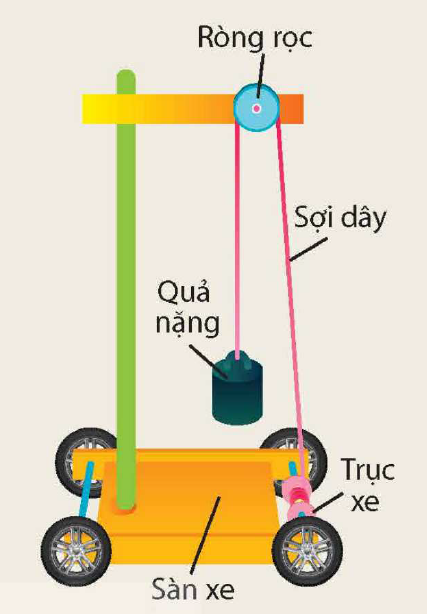 Ròng rọc
Sợi dây
Quả
nặng
Trục
xe
Sàn xe